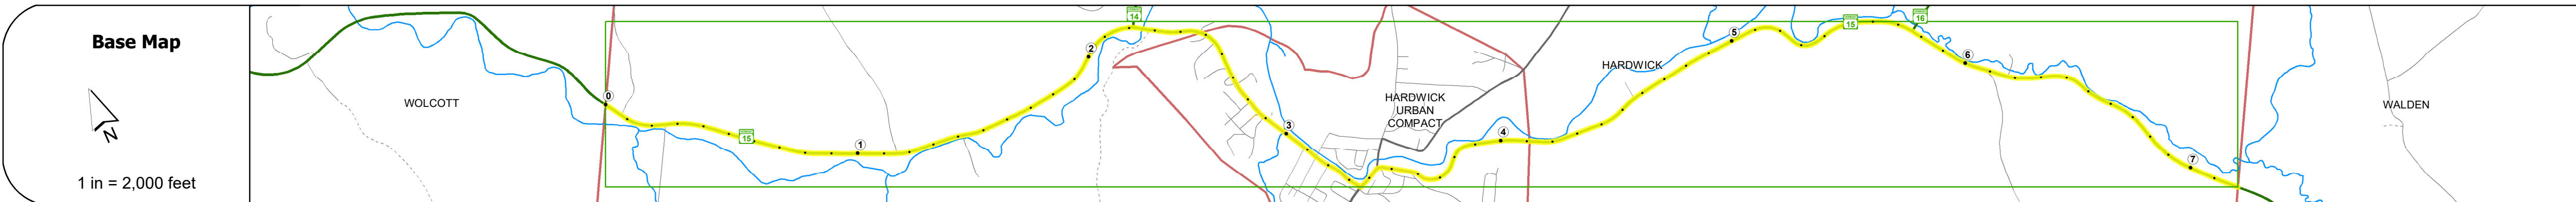 Base Map
N
1 in = 2,000 feet
WOLCOTT
0
15
1
2
14
3
HARDWICK
URBAN
COMPACT
4
HARDWICK
5
15
16
6
7
WALDEN